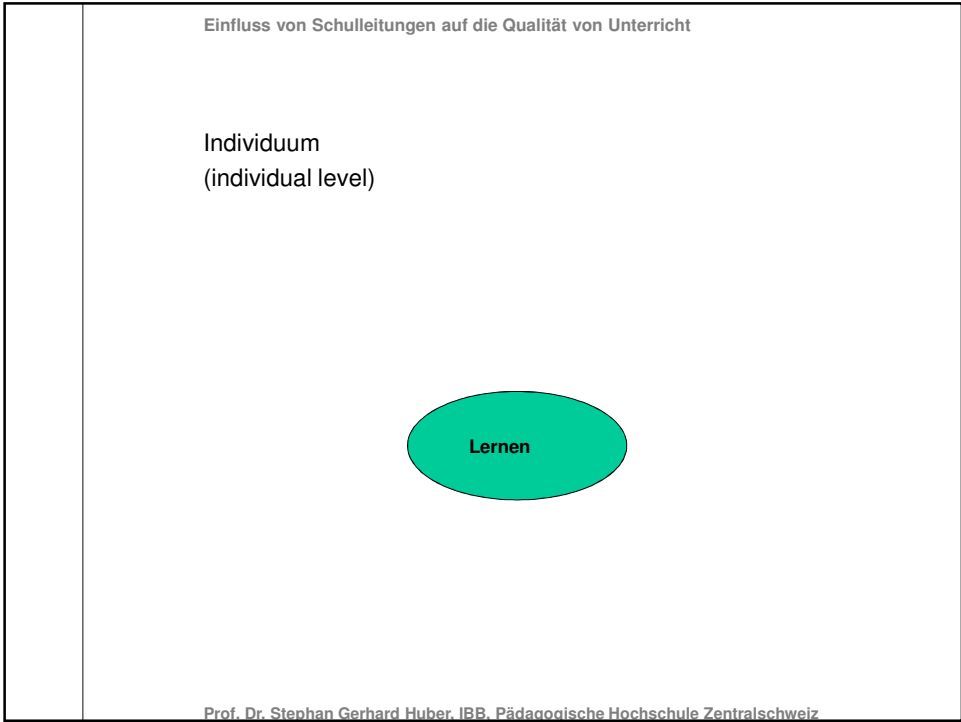 Einfluss von Schulleitungen auf die Qualität von Unterricht
Individuum
(individual level)
Lernen
Prof. Dr. Stephan Gerhard Huber, IBB, Pädagogische Hochschule Zentralschweiz